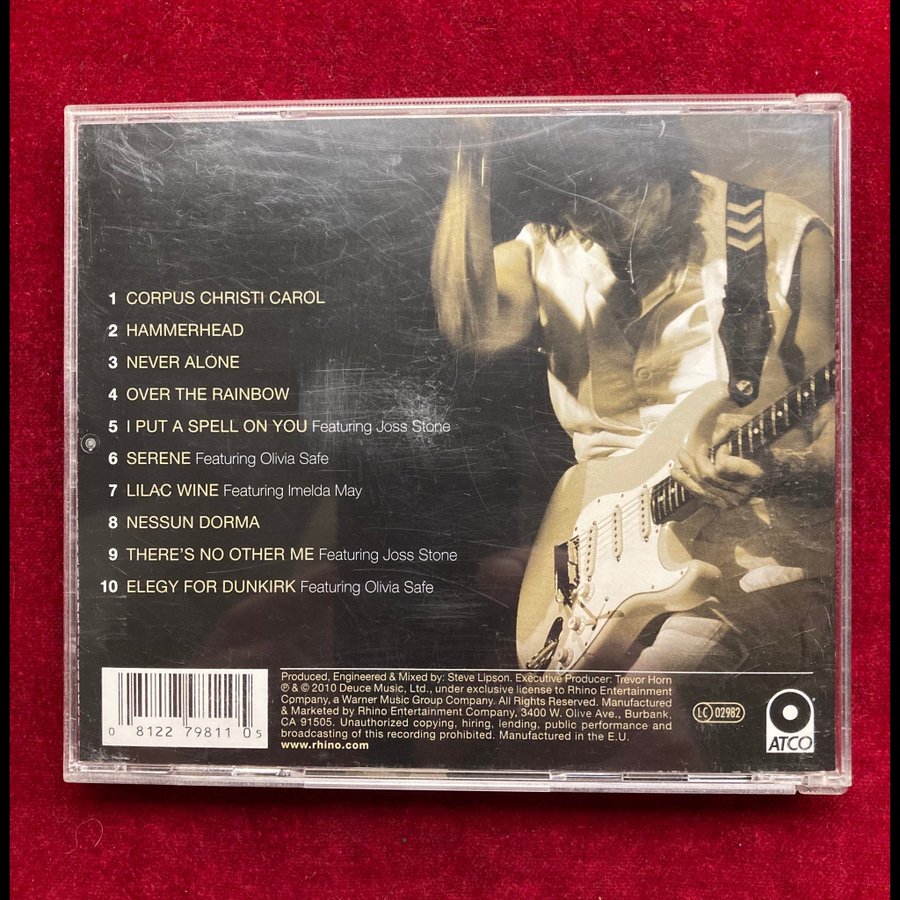 1 CORPUS CHRISTI CAROL
2 HAMMERHEAD
3 NEVER ALONE
4 OVER THE RAINBOW
5 I PUT A SPELL ON YOU Featuring Joss Stone
6 SERENE Featuring Olivia Safe
7 LILAC WINE Featuring Imelda May
8 NESSUN DORMA
9 THERE'S NO OTHER ME Featuring Joss Stone
10 ELEGY FOR DUNKIRK Featuring Olivia Safe
0 81227 9811 0 5
Produced, Engineered & Mixed by: Steve Lipson. Executive Producer: Trevor Horn
℗ & © 2010 Deuce Music, Ltd., under exclusive license to Rhino Entertainment
Company, a Warner Music Group Company. All Rights Reserved. Manufactured
& Marketed by Rhino Entertainment Company, 3400 W. Olive Ave., Burbank,
CA 91505. Unauthorized copying, hiring, lending, public performance and
broadcasting of this recording prohibited. Manufactured in the E.U.
www.rhino.com
LC 02982
ATCO